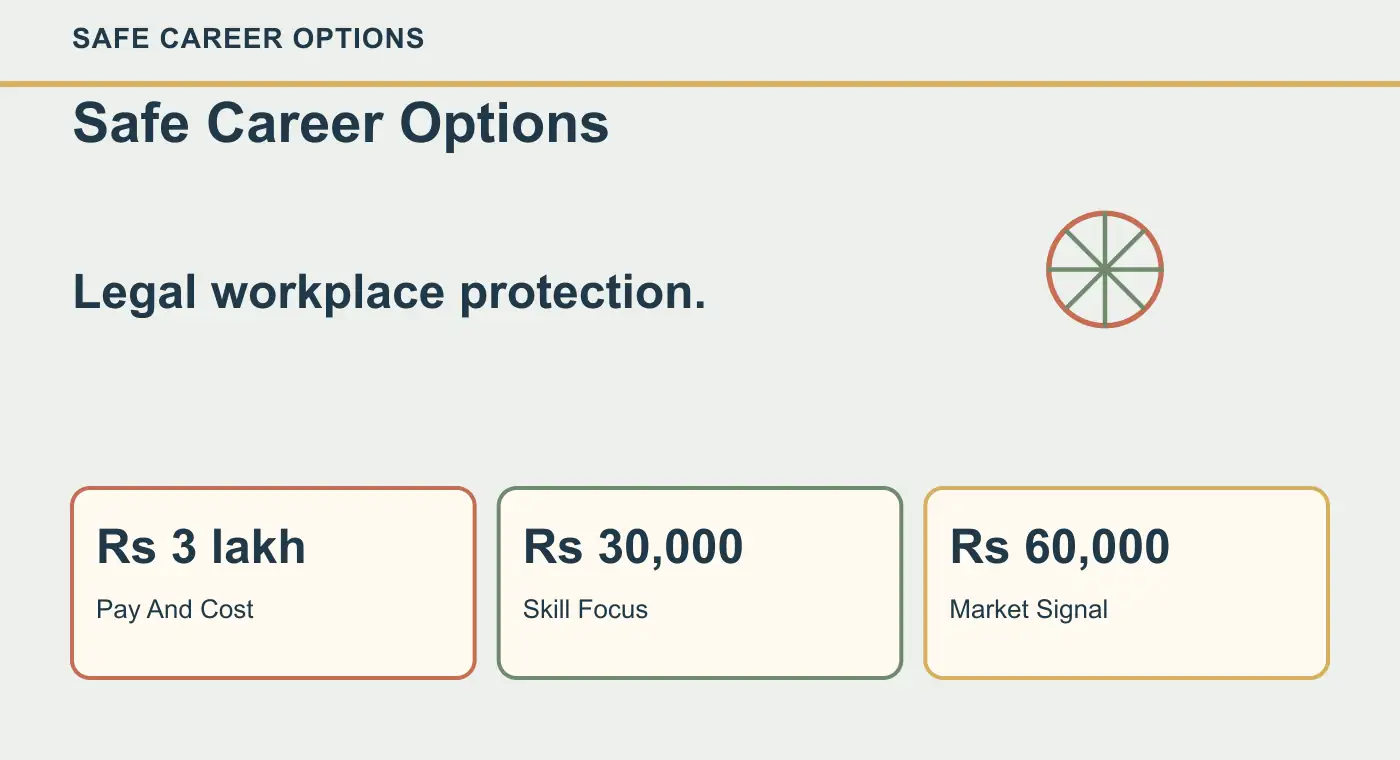 SAFE CAREER OPTIONS
Safe Career Options
Legal workplace protection.
Rs 3 lakh
Pay And Cost
Rs 30,000
Skill Focus
Rs 60,000
Market Signal